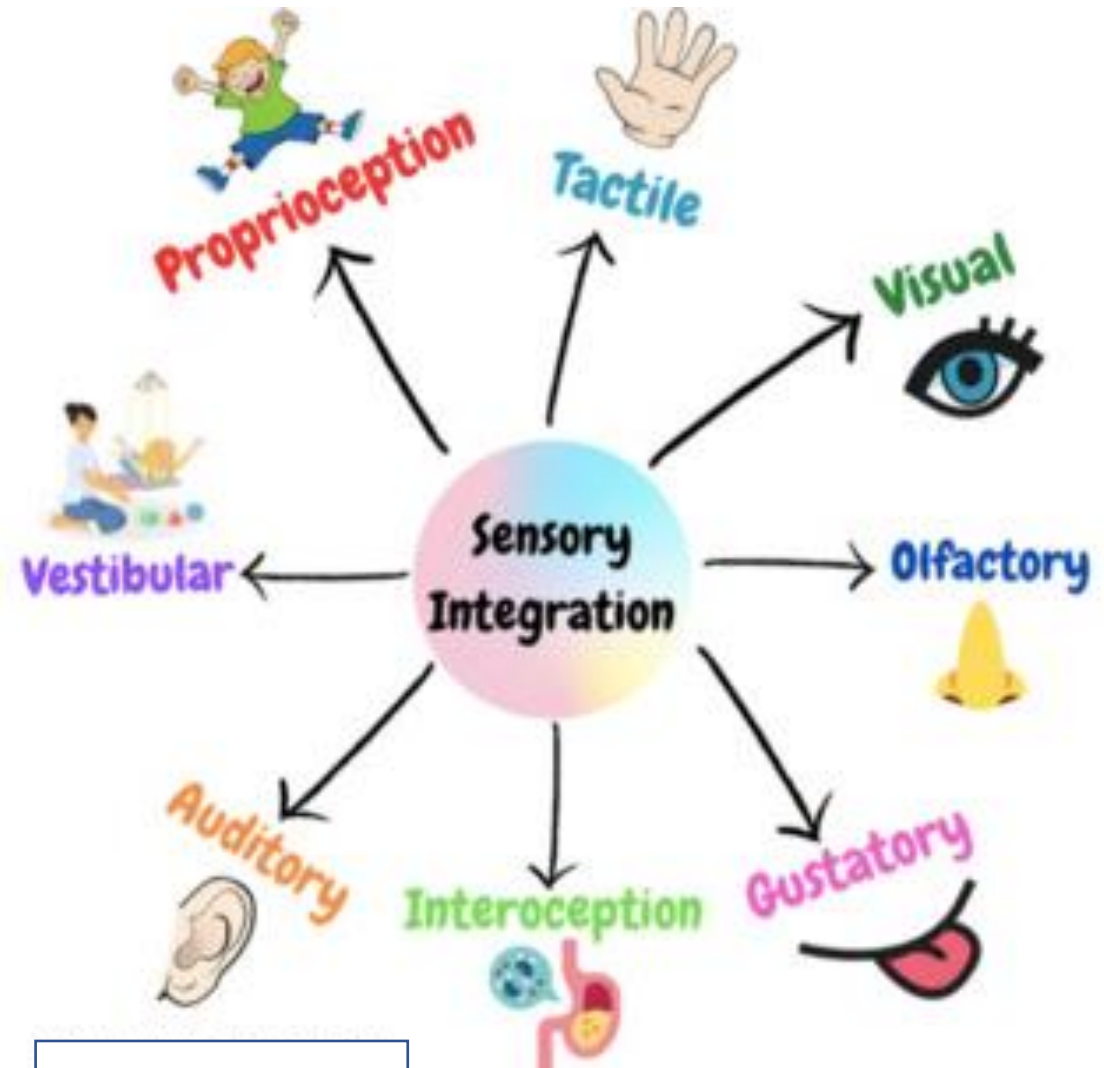 Proprioception
Tactile
Visual
Vestibular
Sensory
Integration
Olfactory
Auditory
Interoception
Gustatory